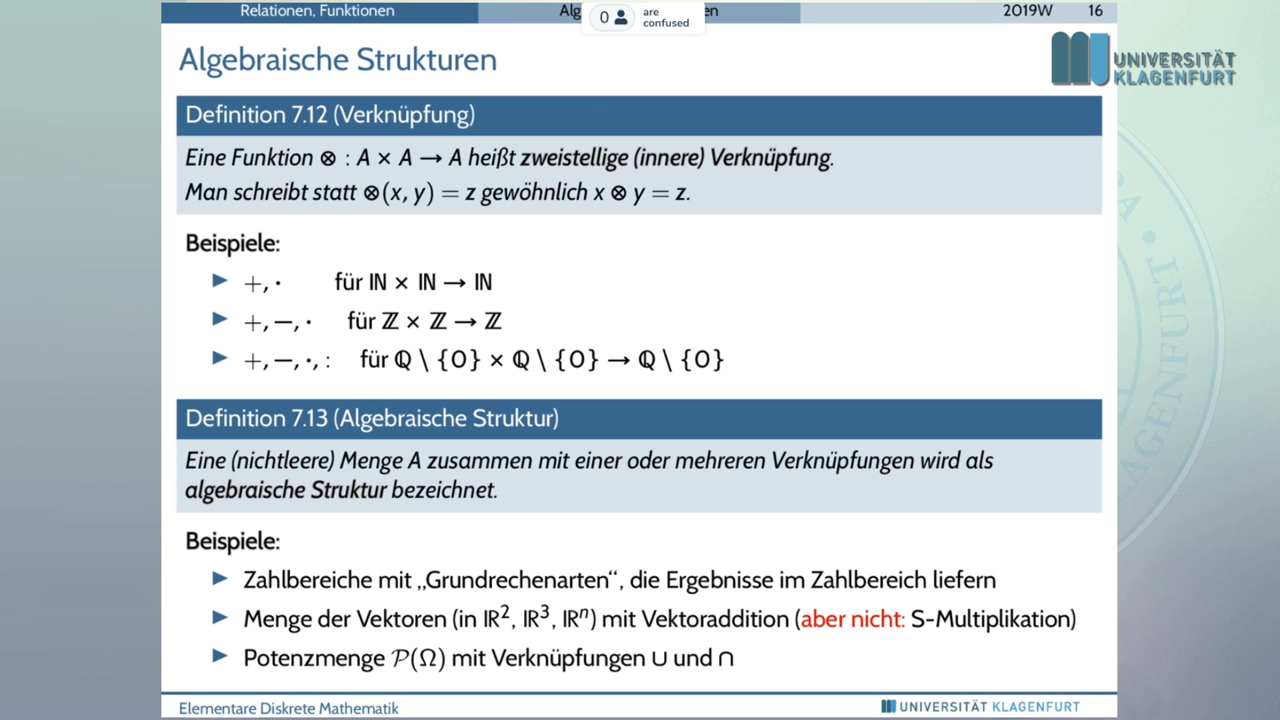 Relationen, Funktionen
Alg
en
2019W 16
0 are confused
Algebraische Strukturen
UNIVERSITÄT
KLAGENFURT
Definition 7.12 (Verknüpfung)
Eine Funktion ⊗ : A × A → A heißt zweistellige (innere) Verknüpfung.
Man schreibt statt ⊗(x, y) = z gewöhnlich x ⊗ y = z.
Beispiele:
▶ +, · für ℕ × ℕ → ℕ
▶ +, −, · für ℤ × ℤ → ℤ
▶ +, −, ·, : für ℚ \ {0} × ℚ \ {0} → ℚ \ {0}
Definition 7.13 (Algebraische Struktur)
Eine (nichtleere) Menge A zusammen mit einer oder mehreren Verknüpfungen wird als
algebraische Struktur bezeichnet.
Beispiele:
▶ Zahlbereiche mit „Grundrechenarten“, die Ergebnisse im Zahlbereich liefern
▶ Menge der Vektoren (in ℝ², ℝ³, ℝⁿ) mit Vektoraddition (aber nicht: S-Multiplikation)
▶ Potenzmenge 𝒫(Ω) mit Verknüpfungen ∪ und ∩
Elementare Diskrete Mathematik
UNIVERSITÄT KLAGENFURT
KLAGENFURT